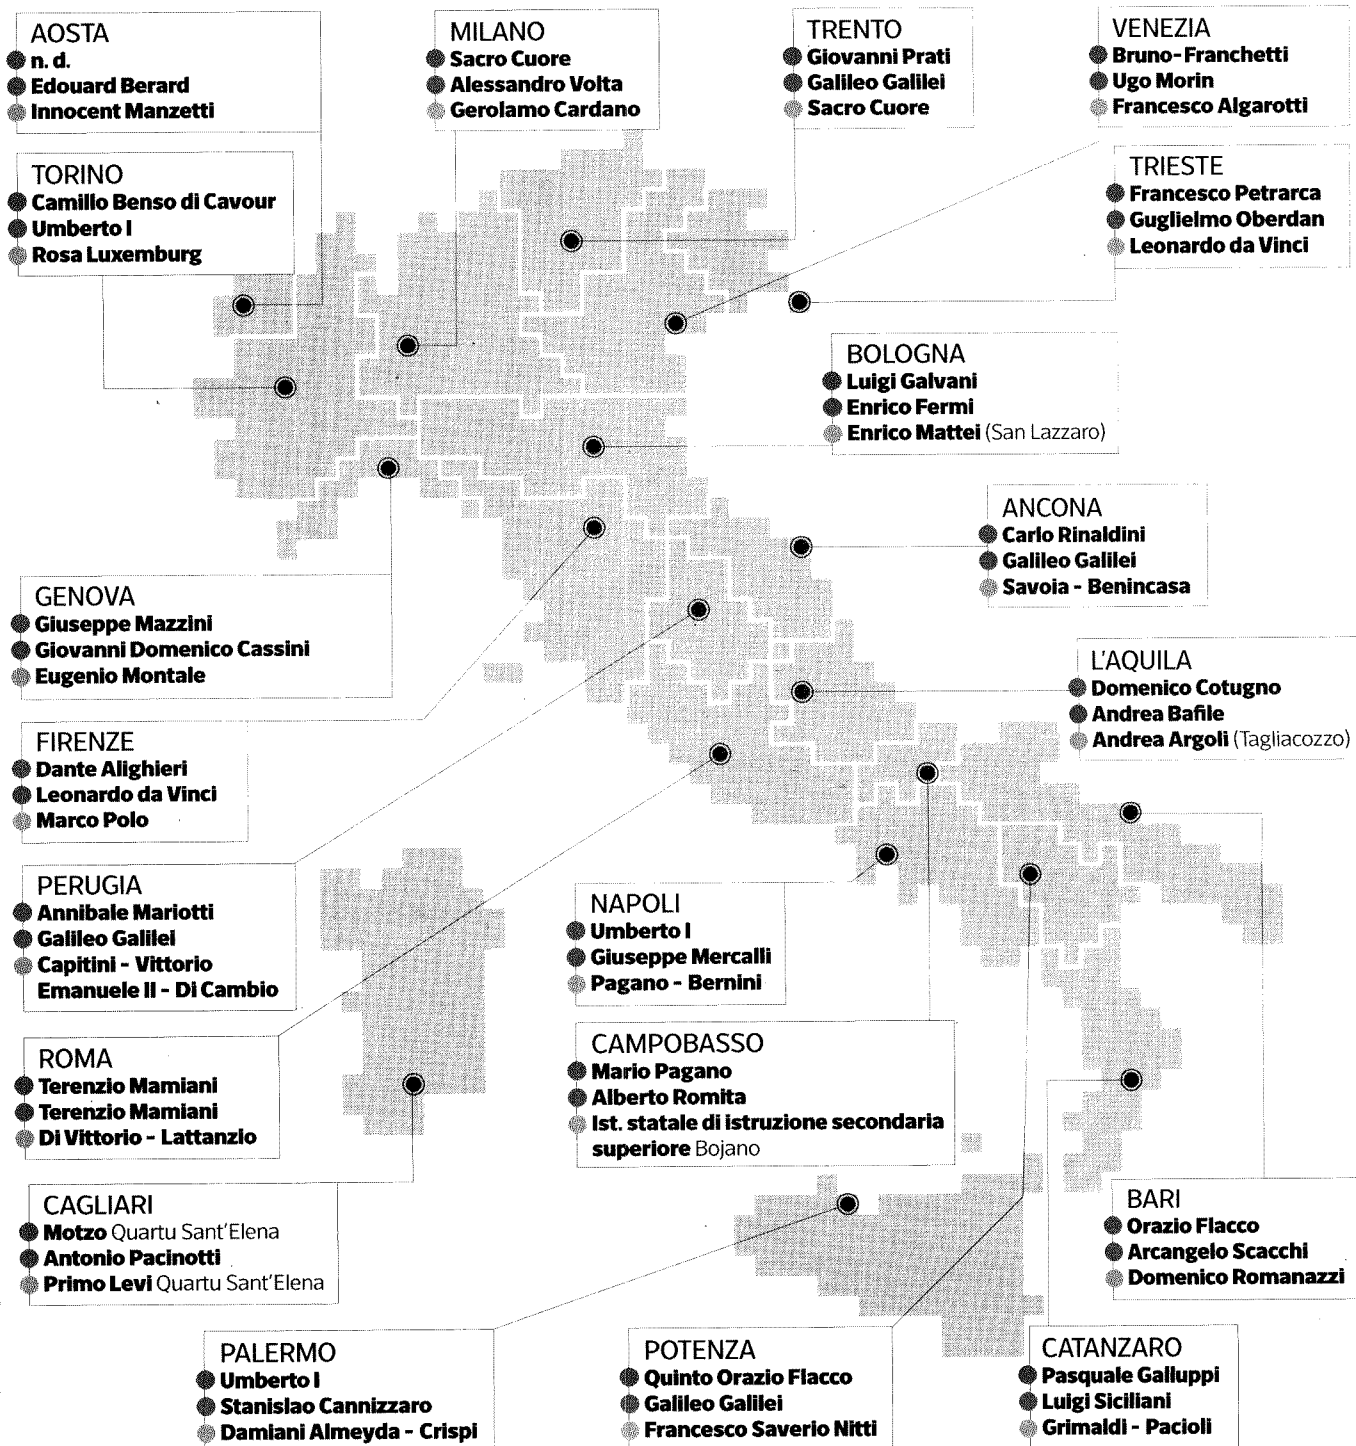 AOSTA
n. d.
Edouard Berard
Innocent Manzetti
MILANO
Sacro Cuore
Alessandro Volta
Gerolamo Cardano
TRENTO
Giovanni Prati
Galileo Galilei
Sacro Cuore
VENEZIA
Bruno-Franchetti
Ugo Morin
Francesco Algarotti
TORINO
Camillo Benso di Cavour
Umberto I
Rosa Luxemburg
TRIESTE
Francesco Petrarca
Guglielmo Oberdan
Leonardo da Vinci
BOLOGNA
Luigi Galvani
Enrico Fermi
Enrico Mattei (San Lazzaro)
ANCONA
Carlo Rinaldini
Galileo Galilei
Savoia - Benincasa
GENOVA
Giuseppe Mazzini
Giovanni Domenico Cassini
Eugenio Montale
L'AQUILA
Domenico Cotugno
Andrea Bafile
Andrea Argoli (Tagliacozzo)
FIRENZE
Dante Alighieri
Leonardo da Vinci
Marco Polo
PERUGIA
Annibale Mariotti
Galileo Galilei
Capitini - Vittorio
Emanuele II - Di Cambio
NAPOLI
Umberto I
Giuseppe Mercalli
Pagano - Bernini
ROMA
Terenzio Mamiani
Terenzio Mamiani
Di Vittorio - Lattanzio
CAMPOBASSO
Mario Pagano
Alberto Romita
Ist. statale di istruzione secondaria
superiore Bojano
CAGLIARI
Motzo Quartu Sant'Elena
Antonio Pacinotti
Primo Levi Quartu Sant'Elena
BARI
Orazio Flacco
Arcangelo Scacchi
Domenico Romanazzi
PALERMO
Umberto I
Stanislao Cannizzaro
Damiani Almeyda - Crispi
POTENZA
Quinto Orazio Flacco
Galileo Galilei
Francesco Saverio Nitti
CATANZARO
Pasquale Galluppi
Luigi Siciliani
Grimaldi - Pacioli